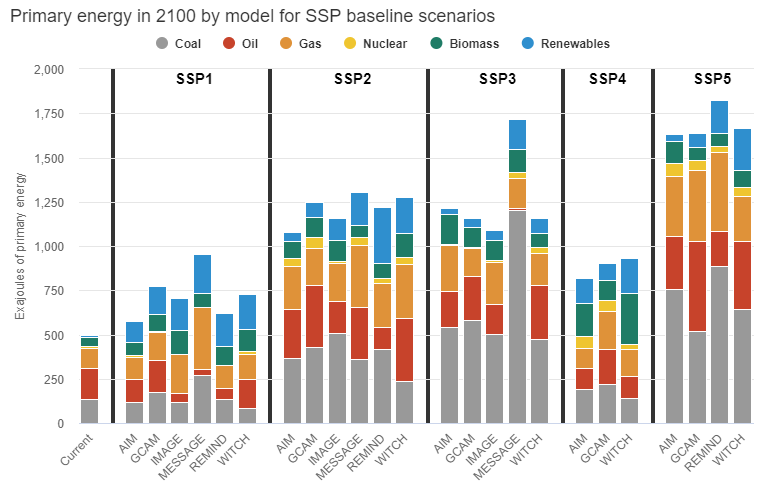 Primary energy in 2100 by model for SSP baseline scenarios
Coal Oil Gas Nuclear Biomass Renewables
SSP1 SSP2 SSP3 SSP4 SSP5
Exajoules of primary energy
2,000
1,750
1,500
1,250
1,000
750
500
250
0
Current AIM GCAM IMAGE MESSAGE REMIND WITCH AIM GCAM IMAGE MESSAGE REMIND WITCH AIM GCAM IMAGE MESSAGE WITCH AIM GCAM WITCH AIM GCAM REMIND WITCH